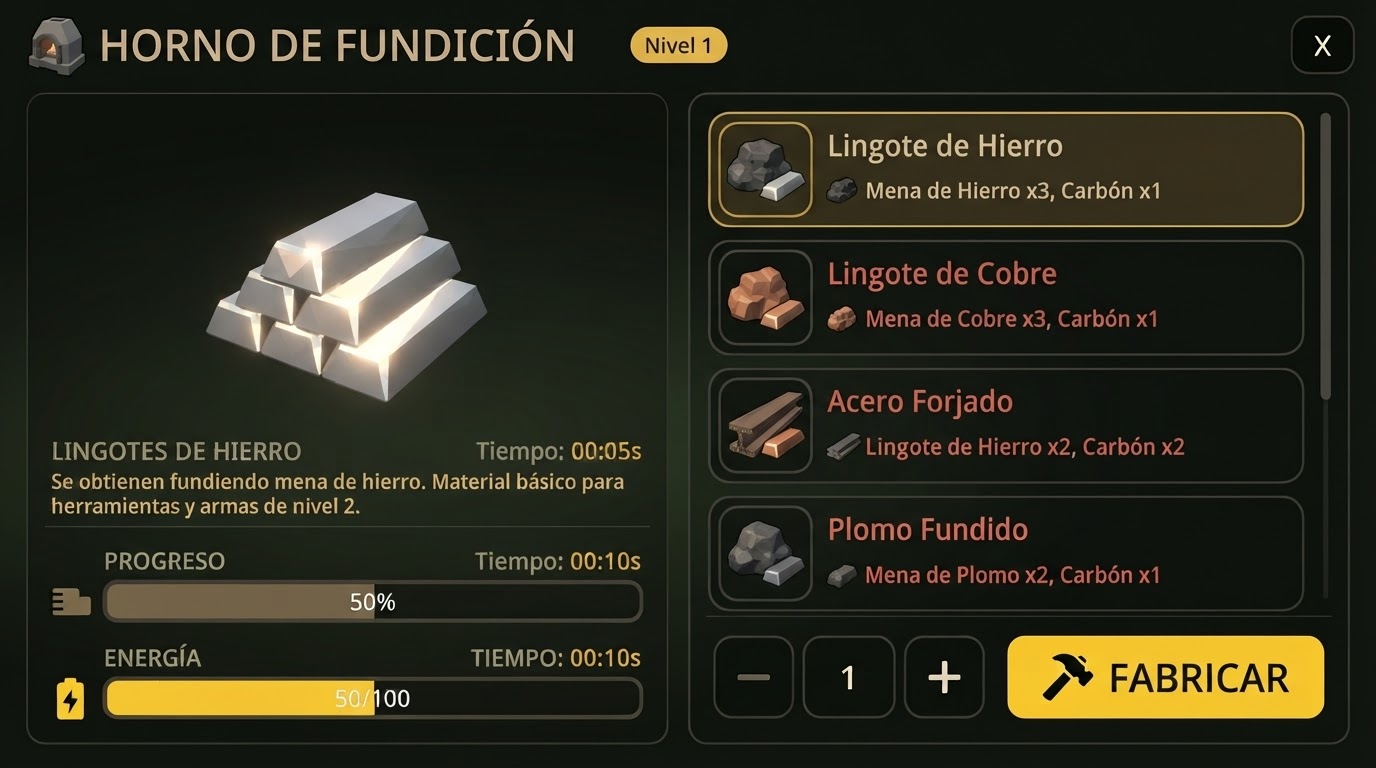 HORNO DE FUNDICIÓN
Nivel 1
X
LINGOTES DE HIERRO
Tiempo: 00:05s
Se obtienen fundiendo mena de hierro. Material básico para
herramientas y armas de nivel 2.
PROGRESO
Tiempo: 00:10s
50%
ENERGÍA
TIEMPO: 00:10s
50/100
Lingote de Hierro
Mena de Hierro x3, Carbón x1
Lingote de Cobre
Mena de Cobre x3, Carbón x1
Acero Forjado
Lingote de Hierro x2, Carbón x2
Plomo Fundido
Mena de Plomo x2, Carbón x1
1
FABRICAR